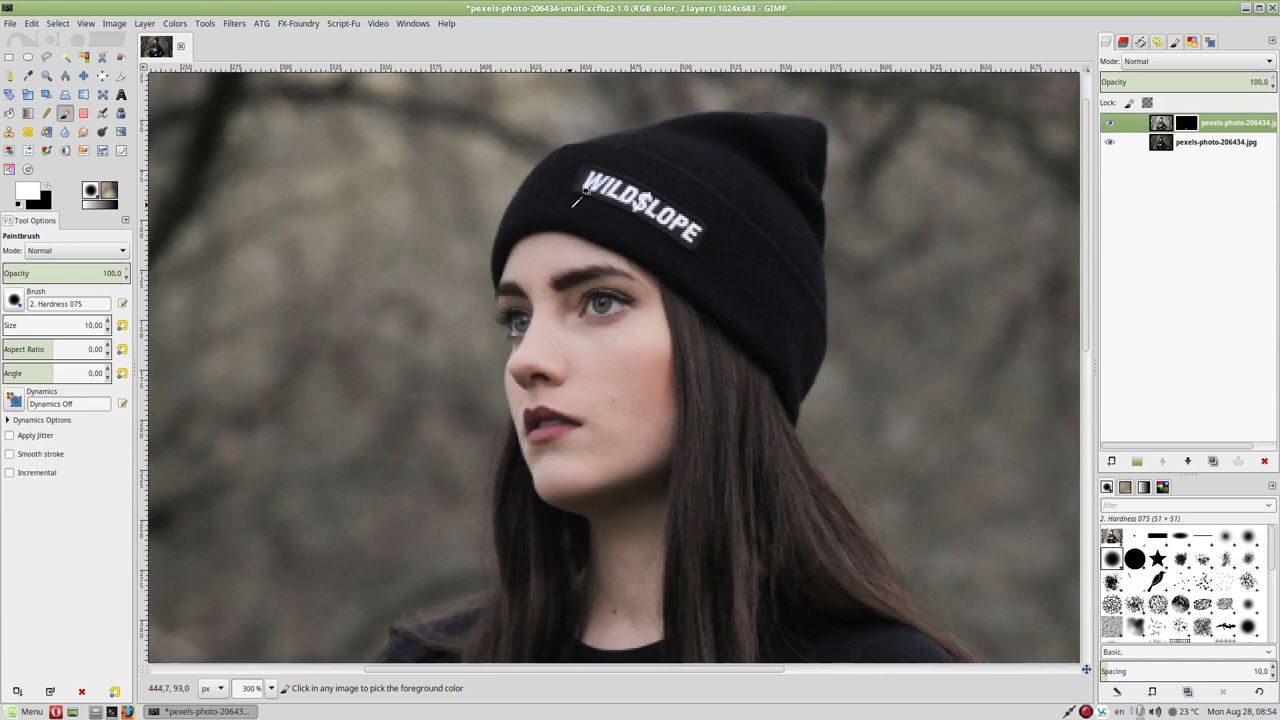 *pexels-photo-206434-small.xcfbz2-1.0 (RGB color, 2 layers) 1024x683 – GIMP
File Edit Select View Image Layer Colors Tools Filters ATG FX-Foundry Script-Fu Video Windows Help
Tool Options
Paintbrush
Mode: Normal
Opacity 100,0
Brush
2. Hardness 075
Size 10,00
Aspect Ratio 0,00
Angle 0,00
Dynamics
Dynamics Off
Dynamics Options
Apply Jitter
Smooth stroke
Incremental
WILD$LOPE
Mode: Normal
Opacity 100,0
Lock:
pexels-photo-206434.jp
pexels-photo-206434.jpg
filter
2. Hardness 075 (51 × 51)
Basic,
Spacing 10,0
444,7, 93,0 px 300 % Click in any image to pick the foreground color
Menu *pexels-photo-20643... en 23 °C Mon Aug 28, 08:54